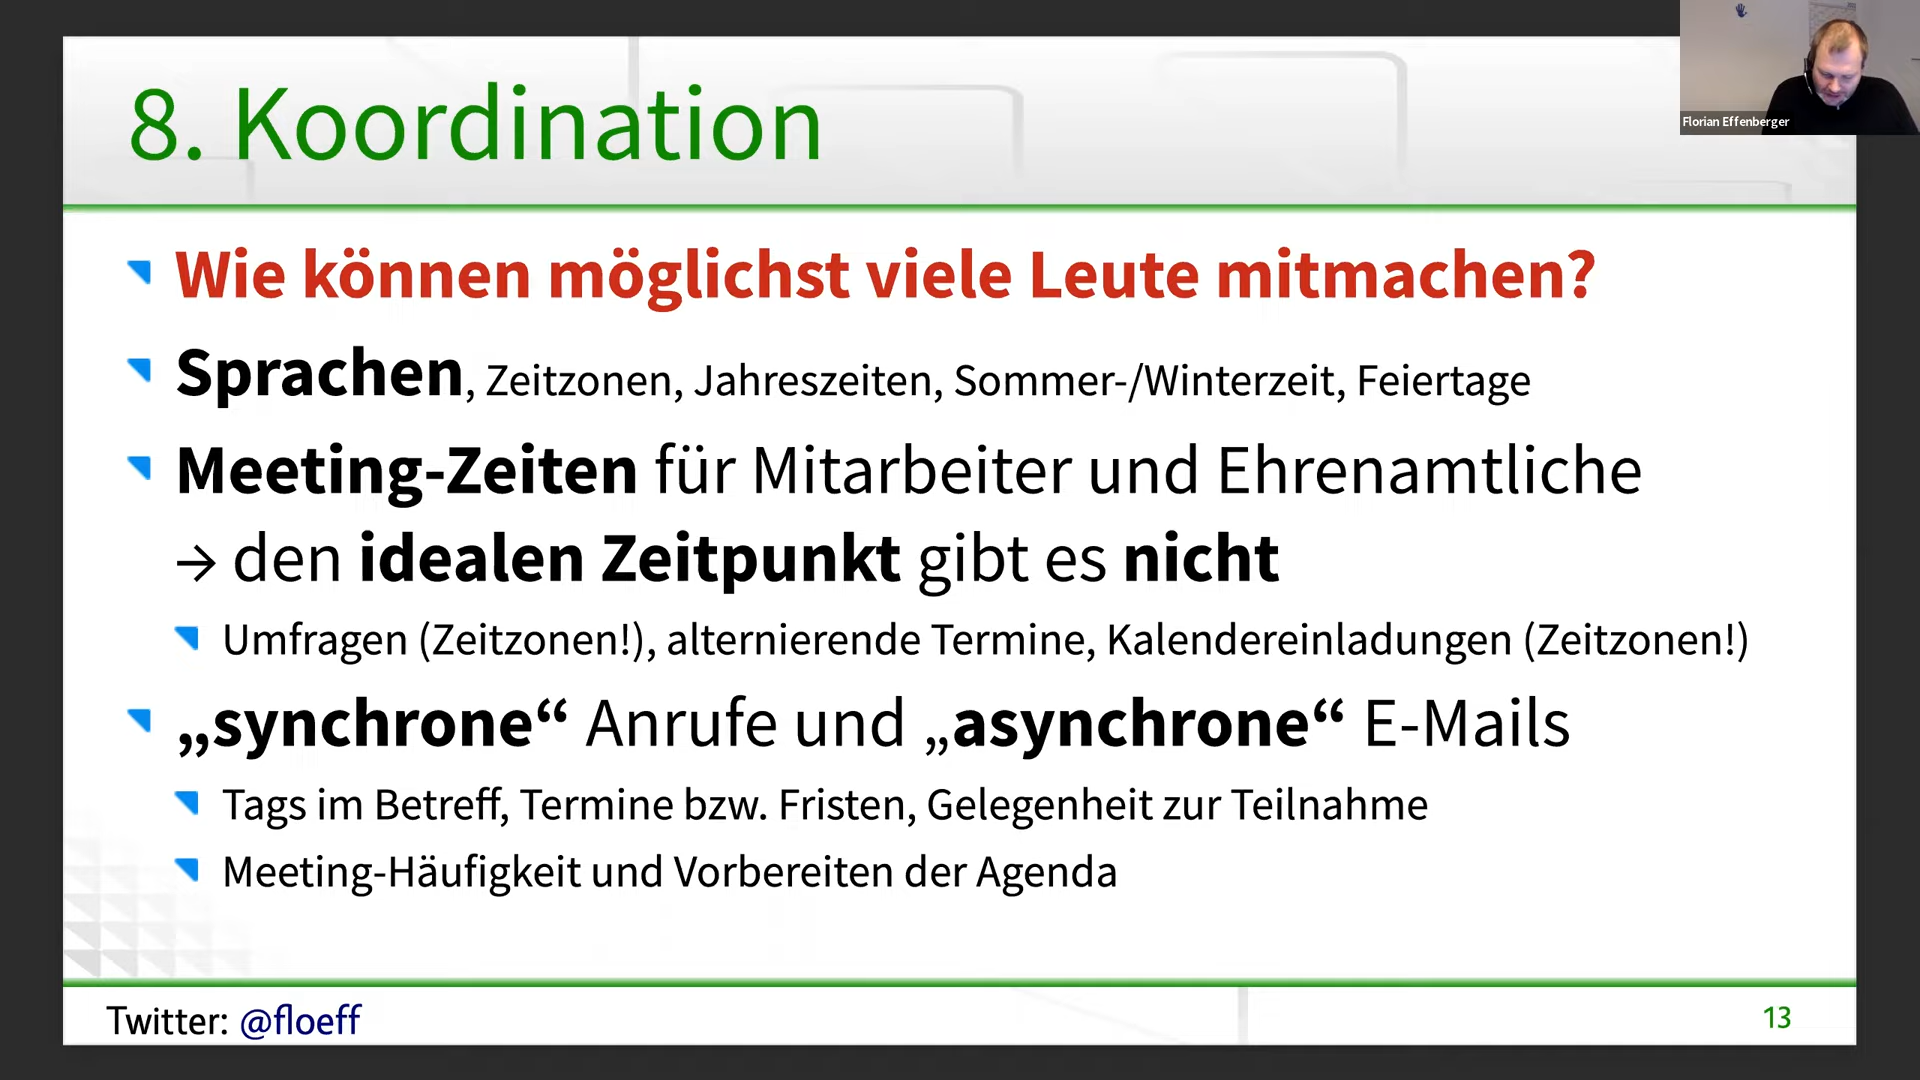 8. Koordination
Florian Effenberger
Wie können möglichst viele Leute mitmachen?
Sprachen, Zeitzonen, Jahreszeiten, Sommer-/Winterzeit, Feiertage
Meeting-Zeiten für Mitarbeiter und Ehrenamtliche
→ den idealen Zeitpunkt gibt es nicht
Umfragen (Zeitzonen!), alternierende Termine, Kalendereinladungen (Zeitzonen!)
„synchrone“ Anrufe und „asynchrone“ E-Mails
Tags im Betreff, Termine bzw. Fristen, Gelegenheit zur Teilnahme
Meeting-Häufigkeit und Vorbereiten der Agenda
Twitter: @floeff
13